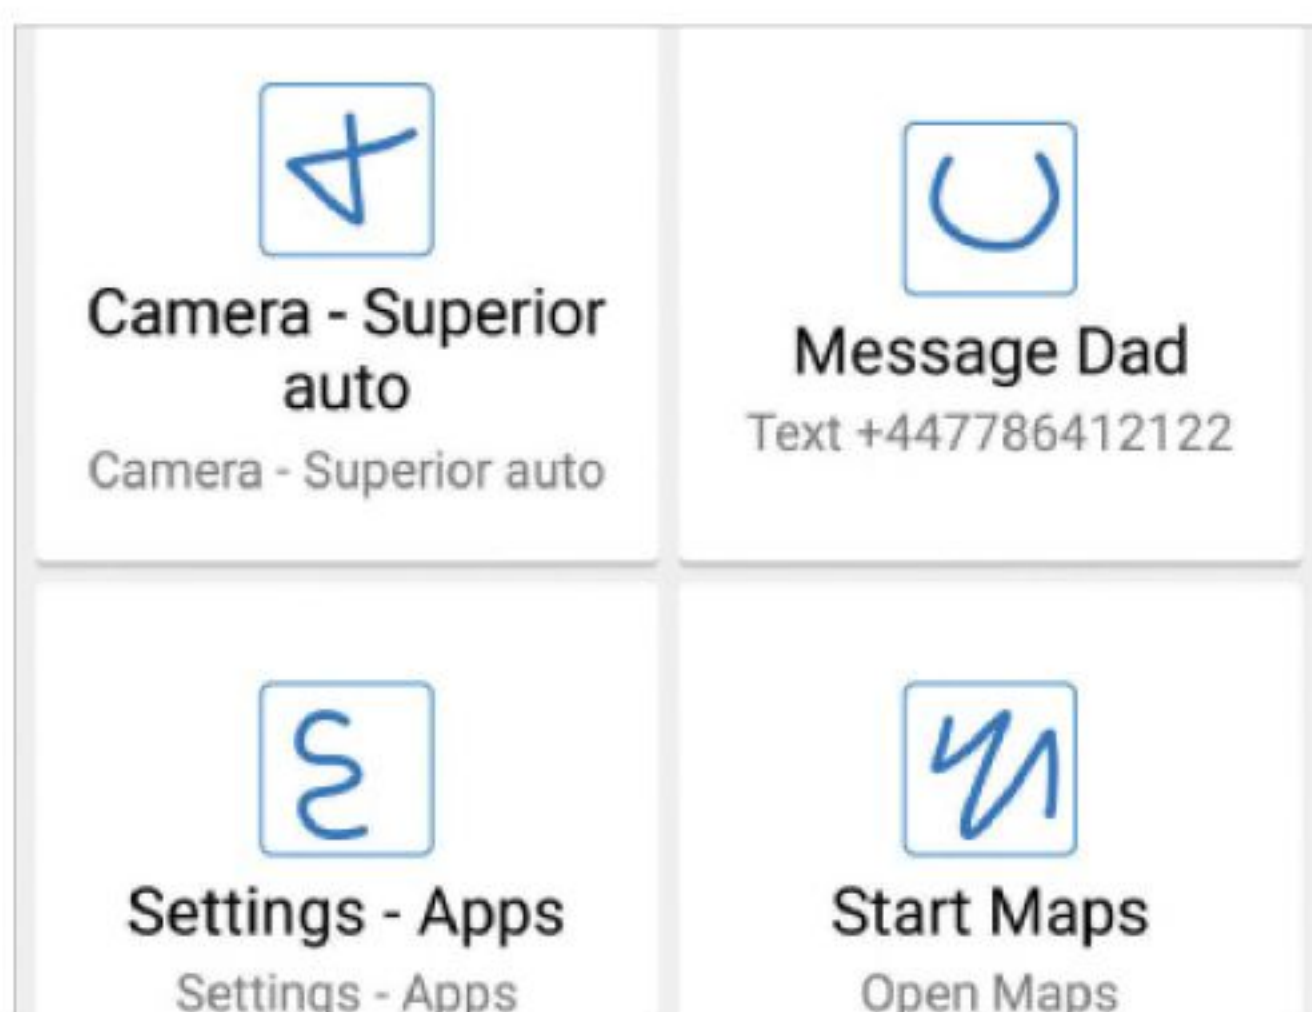 Camera - Superior
auto
Camera - Superior auto
Message Dad
Text +447786412122
Settings - Apps
Settings - Apps
Start Maps
Open Maps